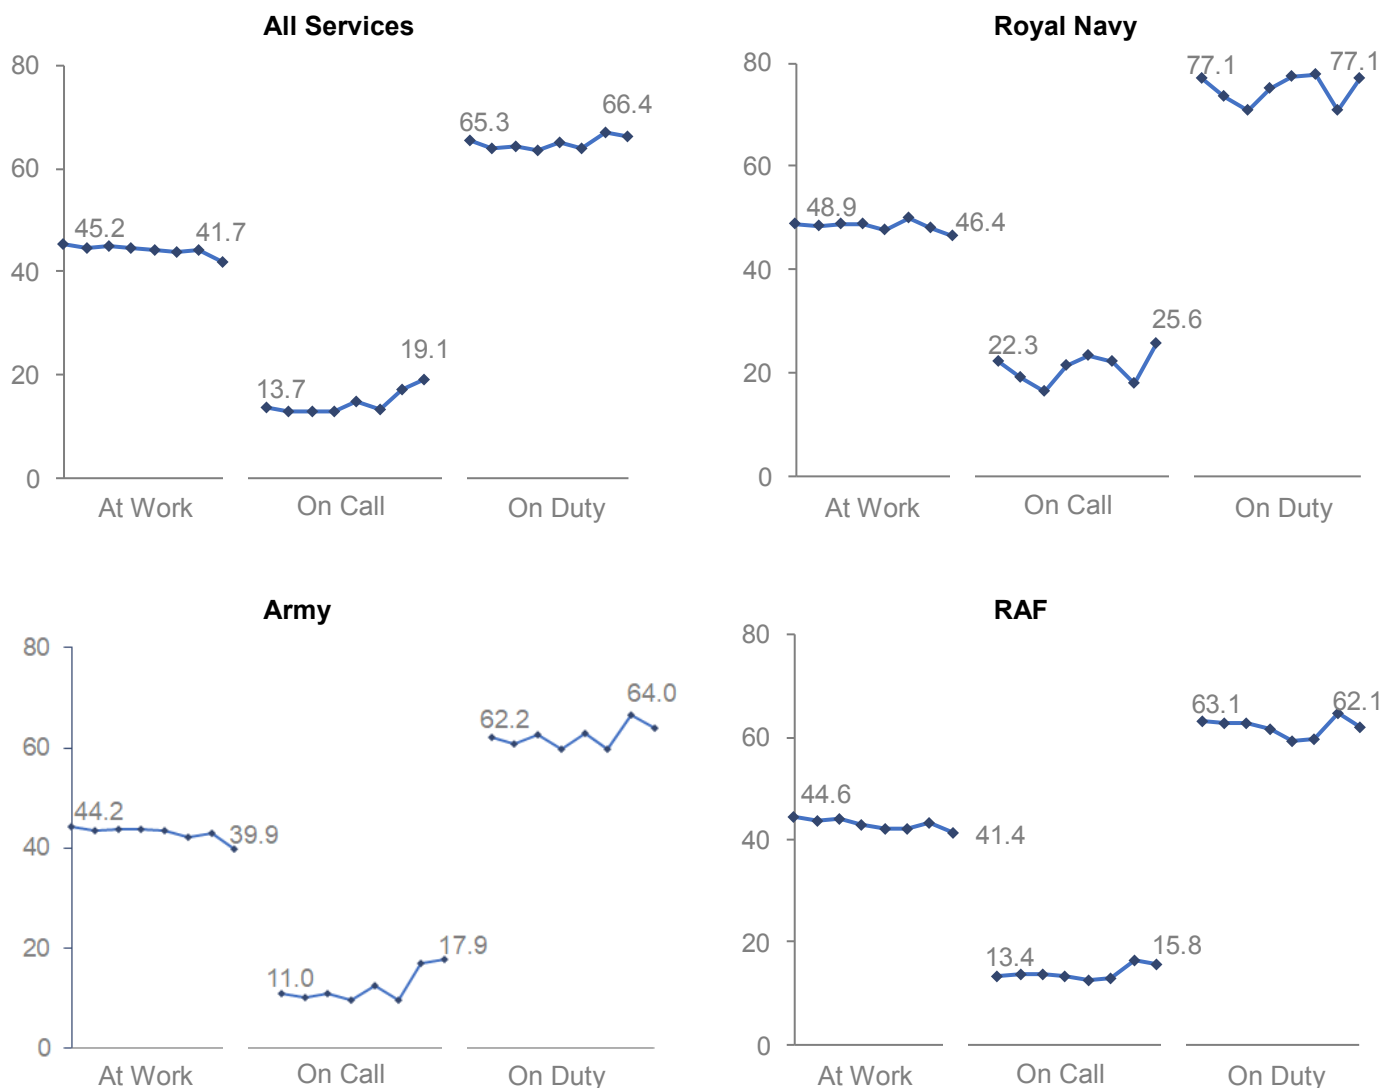 All Services
80
60
40
20
0
45.2
41.7
13.7
19.1
65.3
66.4
At Work
On Call
On Duty
Royal Navy
80
60
40
20
0
48.9
46.4
22.3
25.6
77.1
77.1
At Work
On Call
On Duty
Army
80
60
40
20
0
44.2
39.9
11.0
17.9
62.2
64.0
At Work
On Call
On Duty
RAF
80
60
40
20
0
44.6
41.4
13.4
15.8
63.1
62.1
At Work
On Call
On Duty